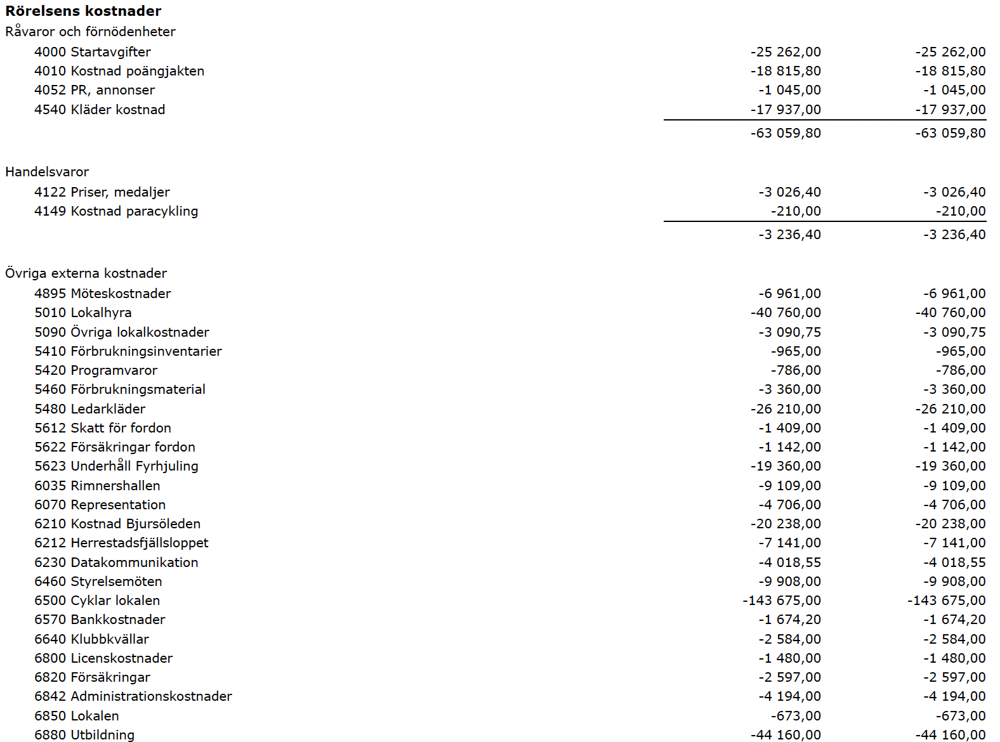 Rörelsens kostnader
Råvaror och förnödenheter
4000 Startavgifter -25 262,00 -25 262,00
4010 Kostnad poängjakten -18 815,80 -18 815,80
4052 PR, annonser -1 045,00 -1 045,00
4540 Kläder kostnad -17 937,00 -17 937,00
-63 059,80 -63 059,80
Handelsvaror
4122 Priser, medaljer -3 026,40 -3 026,40
4149 Kostnad paracykling -210,00 -210,00
-3 236,40 -3 236,40
Övriga externa kostnader
4895 Möteskostnader -6 961,00 -6 961,00
5010 Lokalhyra -40 760,00 -40 760,00
5090 Övriga lokalkostnader -3 090,75 -3 090,75
5410 Förbrukningsinventarier -965,00 -965,00
5420 Programvaror -786,00 -786,00
5460 Förbrukningsmaterial -3 360,00 -3 360,00
5480 Ledarkläder -26 210,00 -26 210,00
5612 Skatt för fordon -1 409,00 -1 409,00
5622 Försäkringar fordon -1 142,00 -1 142,00
5623 Underhåll Fyrhjuling -19 360,00 -19 360,00
6035 Rimnershallen -9 109,00 -9 109,00
6070 Representation -4 706,00 -4 706,00
6210 Kostnad Bjursöleden -20 238,00 -20 238,00
6212 Herrestadsfjällsloppet -7 141,00 -7 141,00
6230 Datakommunikation -4 018,55 -4 018,55
6460 Styrelsemöten -9 908,00 -9 908,00
6500 Cyklar lokalen -143 675,00 -143 675,00
6570 Bankkostnader -1 674,20 -1 674,20
6640 Klubbkvällar -2 584,00 -2 584,00
6800 Licenskostnader -1 480,00 -1 480,00
6820 Försäkringar -2 597,00 -2 597,00
6842 Administrationskostnader -4 194,00 -4 194,00
6850 Lokalen -673,00 -673,00
6880 Utbildning -44 160,00 -44 160,00